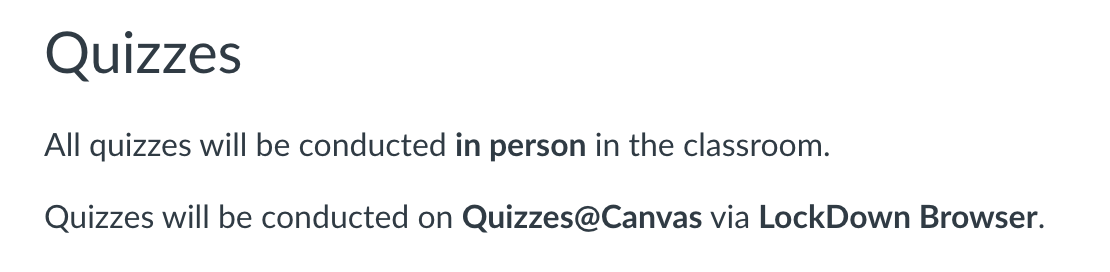 Quizzes
All quizzes will be conducted in person in the classroom.
Quizzes will be conducted on Quizzes@Canvas via LockDown Browser.